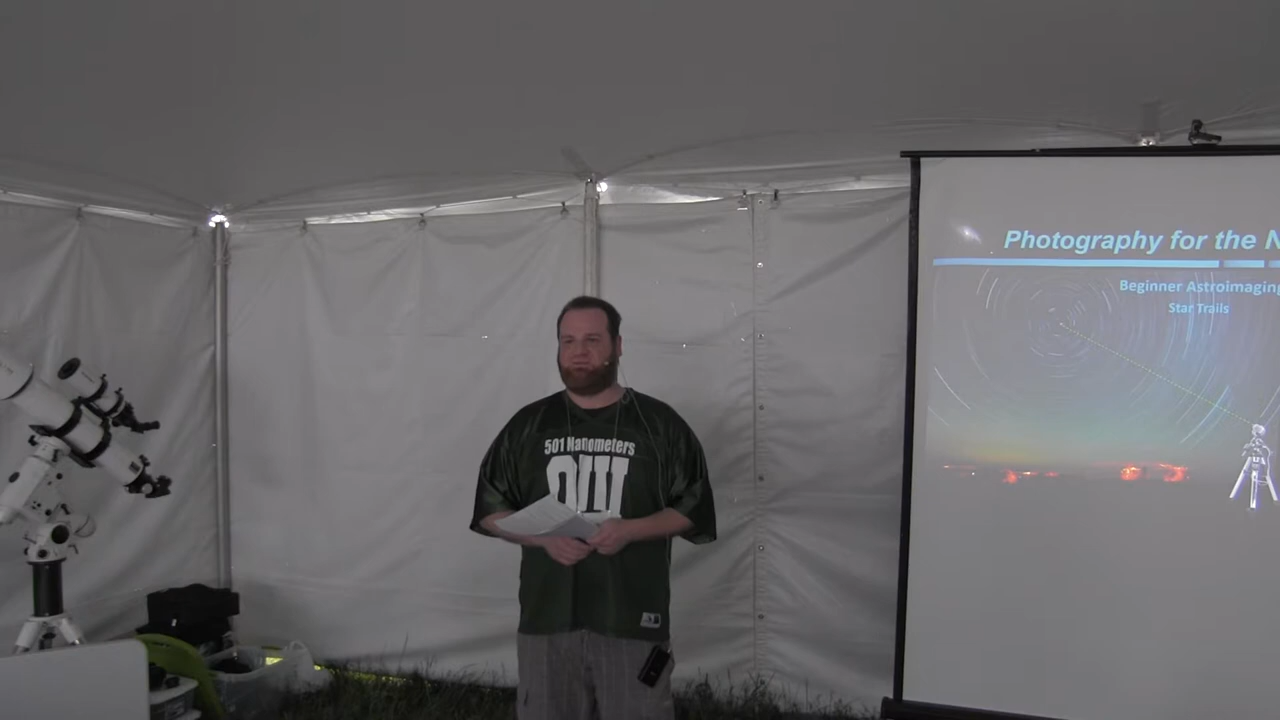 501 Nanometers
OIII
Photography for the N
Beginner Astroimaging
Star Trails